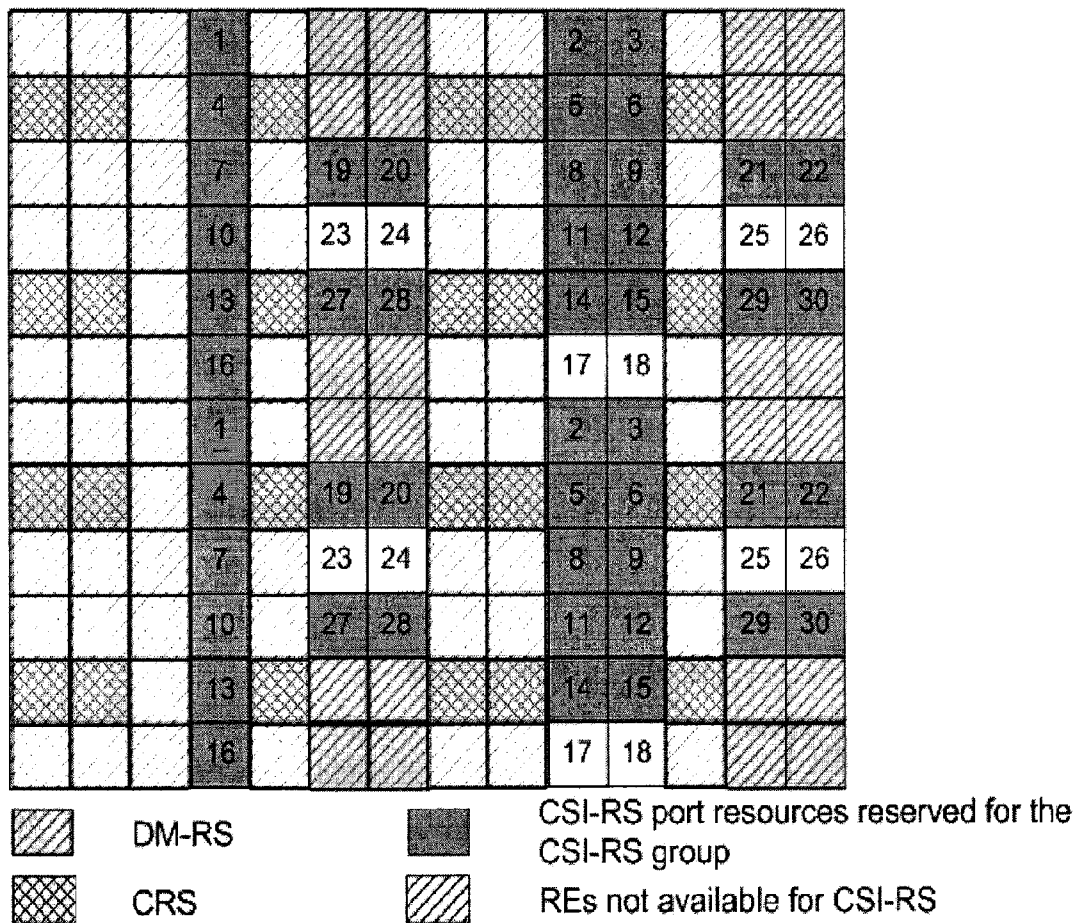 1 2 3
4 5 6
7 19 20 8 9 21 22
10 23 24 11 12 25 26
13 27 28 14 15 29 30
16 17 18
1 2 3
4 19 20 5 6 21 22
7 23 24 8 9 25 26
10 27 28 11 12 29 30
13 14 15
16 17 18
DM-RS
CSI-RS port resources reserved for the
CSI-RS group
CRS
REs not available for CSI-RS